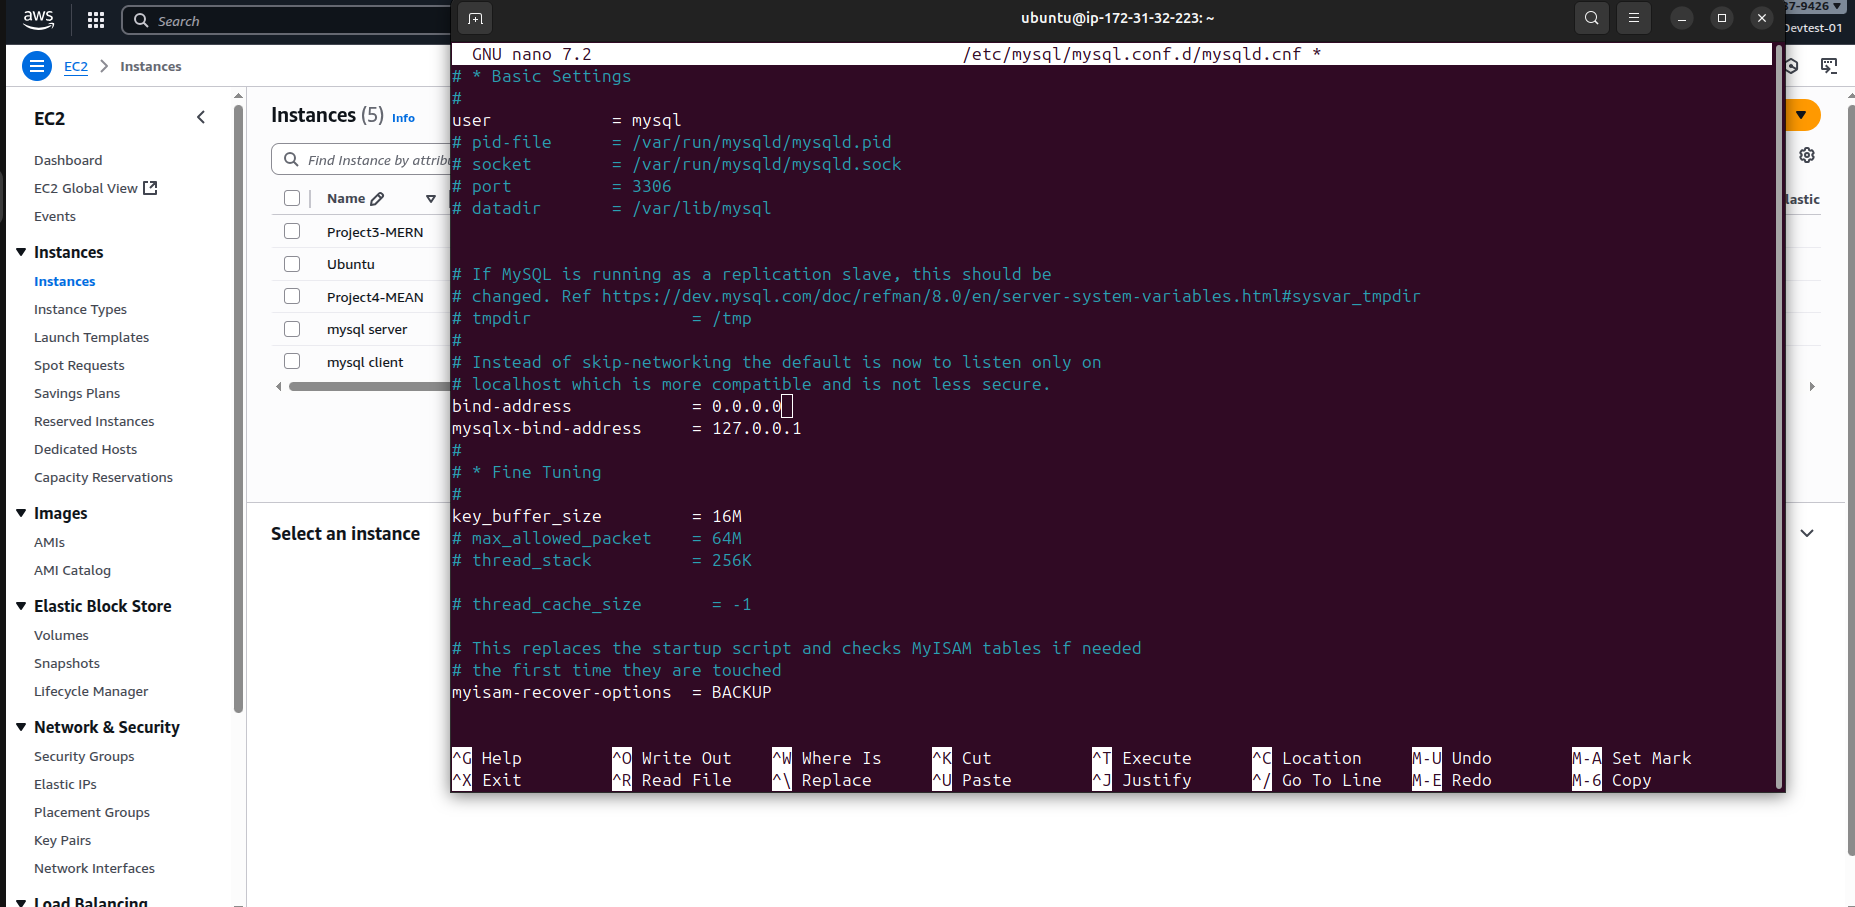 aws
Search
ubuntu@ip-172-31-32-223: ~
37-9426
Devtest-01
EC2
Instances
EC2
Dashboard
EC2 Global View
Events
Instances
Instances
Instance Types
Launch Templates
Spot Requests
Savings Plans
Reserved Instances
Dedicated Hosts
Capacity Reservations
Images
AMIs
AMI Catalog
Elastic Block Store
Volumes
Snapshots
Lifecycle Manager
Network & Security
Security Groups
Elastic IPs
Placement Groups
Key Pairs
Network Interfaces
Load Balancing
Instances (5) Info
Find Instance by attribu
Name
lastic
Project3-MERN
Ubuntu
Project4-MEAN
mysql server
mysql client
Select an instance
GNU nano 7.2 /etc/mysql/mysql.conf.d/mysqld.cnf *
# * Basic Settings
#
user = mysql
# pid-file = /var/run/mysqld/mysqld.pid
# socket = /var/run/mysqld/mysqld.sock
# port = 3306
# datadir = /var/lib/mysql
# If MySQL is running as a replication slave, this should be
# changed. Ref https://dev.mysql.com/doc/refman/8.0/en/server-system-variables.html#sysvar_tmpdir
# tmpdir = /tmp
#
# Instead of skip-networking the default is now to listen only on
# localhost which is more compatible and is not less secure.
bind-address = 0.0.0.0
mysqlx-bind-address = 127.0.0.1
#
# * Fine Tuning
#
key_buffer_size = 16M
# max_allowed_packet = 64M
# thread_stack = 256K
# thread_cache_size = -1
# This replaces the startup script and checks MyISAM tables if needed
# the first time they are touched
myisam-recover-options = BACKUP
^G Help ^O Write Out ^W Where Is ^K Cut ^T Execute ^C Location M-U Undo M-A Set Mark
^X Exit ^R Read File ^\ Replace ^U Paste ^J Justify ^/ Go To Line M-E Redo M-6 Copy